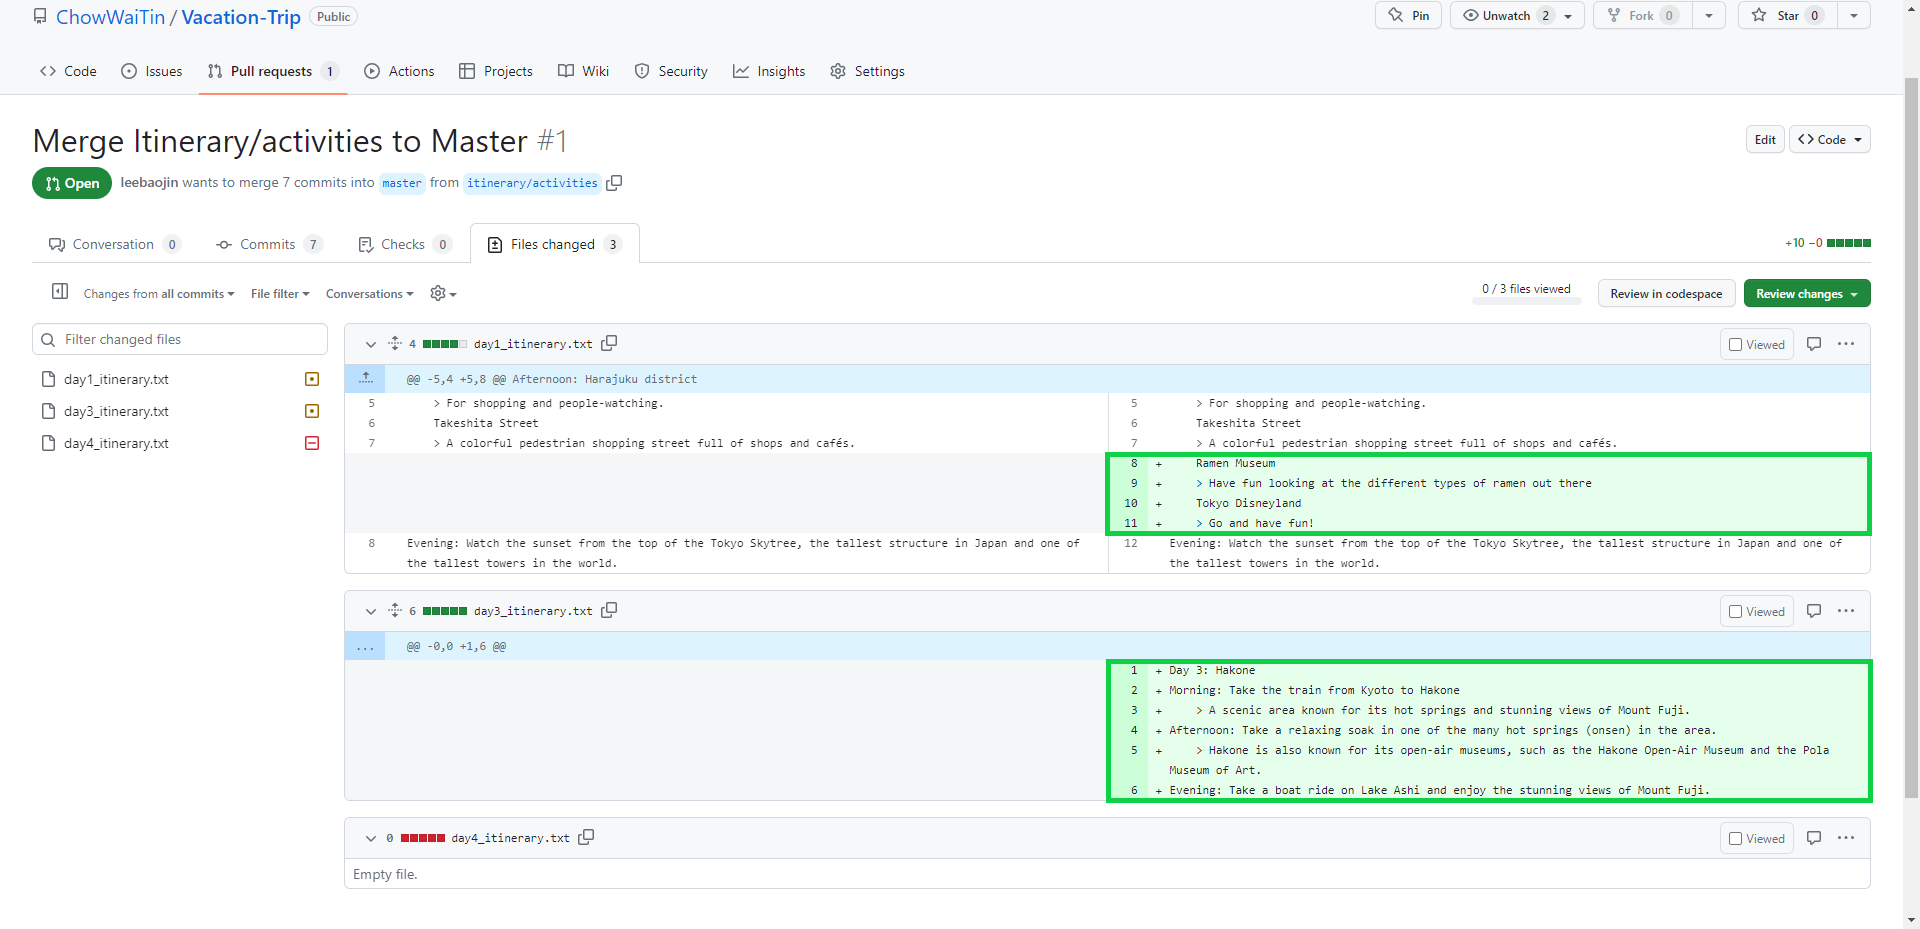 ChowWaiTin / Vacation-Trip Public
Pin Unwatch 2 Fork 0 Star 0
Code Issues Pull requests 1 Actions Projects Wiki Security Insights Settings
Merge Itinerary/activities to Master #1
Edit <> Code
Open leebaojin wants to merge 7 commits into master from itinerary/activities
Conversation 0 Commits 7 Checks 0 Files changed 3
+10 −0
Changes from all commits File filter Conversations
0 / 3 files viewed Review in codespace Review changes
Filter changed files
day1_itinerary.txt
day3_itinerary.txt
day4_itinerary.txt
4 day1_itinerary.txt Viewed
@@ -5,4 +5,8 @@ Afternoon: Harajuku district
5 > For shopping and people-watching.
6 Takeshita Street
7 > A colorful pedestrian shopping street full of shops and cafés.
8 Evening: Watch the sunset from the top of the Tokyo Skytree, the tallest structure in Japan and one of
the tallest towers in the world.
5 > For shopping and people-watching.
6 Takeshita Street
7 > A colorful pedestrian shopping street full of shops and cafés.
8 + Ramen Museum
9 + > Have fun looking at the different types of ramen out there
10 + Tokyo Disneyland
11 + > Go and have fun!
12 Evening: Watch the sunset from the top of the Tokyo Skytree, the tallest structure in Japan and one of
the tallest towers in the world.
6 day3_itinerary.txt Viewed
... @@ -0,0 +1,6 @@
1 + Day 3: Hakone
2 + Morning: Take the train from Kyoto to Hakone
3 + > A scenic area known for its hot springs and stunning views of Mount Fuji.
4 + Afternoon: Take a relaxing soak in one of the many hot springs (onsen) in the area.
5 + > Hakone is also known for its open-air museums, such as the Hakone Open-Air Museum and the Pola
Museum of Art.
6 + Evening: Take a boat ride on Lake Ashi and enjoy the stunning views of Mount Fuji.
0 day4_itinerary.txt Viewed
Empty file.